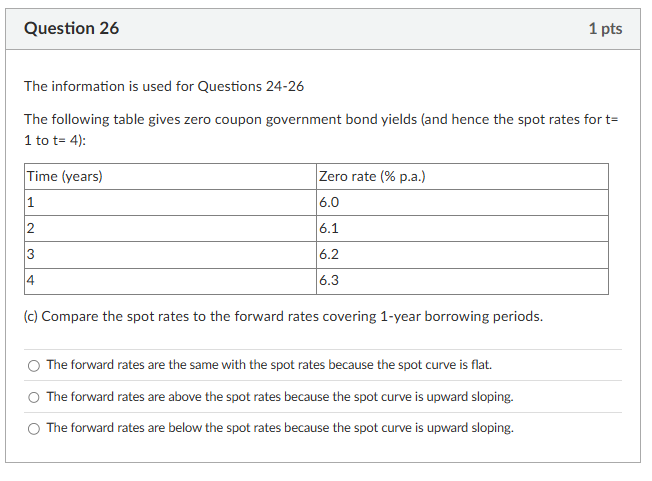 Question 26
1 pts
The information is used for Questions 24-26
The following table gives zero coupon government bond yields (and hence the spot rates for t=
1 to t= 4):
Time (years) Zero rate (% p.a.)
1 6.0
2 6.1
3 6.2
4 6.3
(c) Compare the spot rates to the forward rates covering 1-year borrowing periods.
The forward rates are the same with the spot rates because the spot curve is flat.
The forward rates are above the spot rates because the spot curve is upward sloping.
The forward rates are below the spot rates because the spot curve is upward sloping.